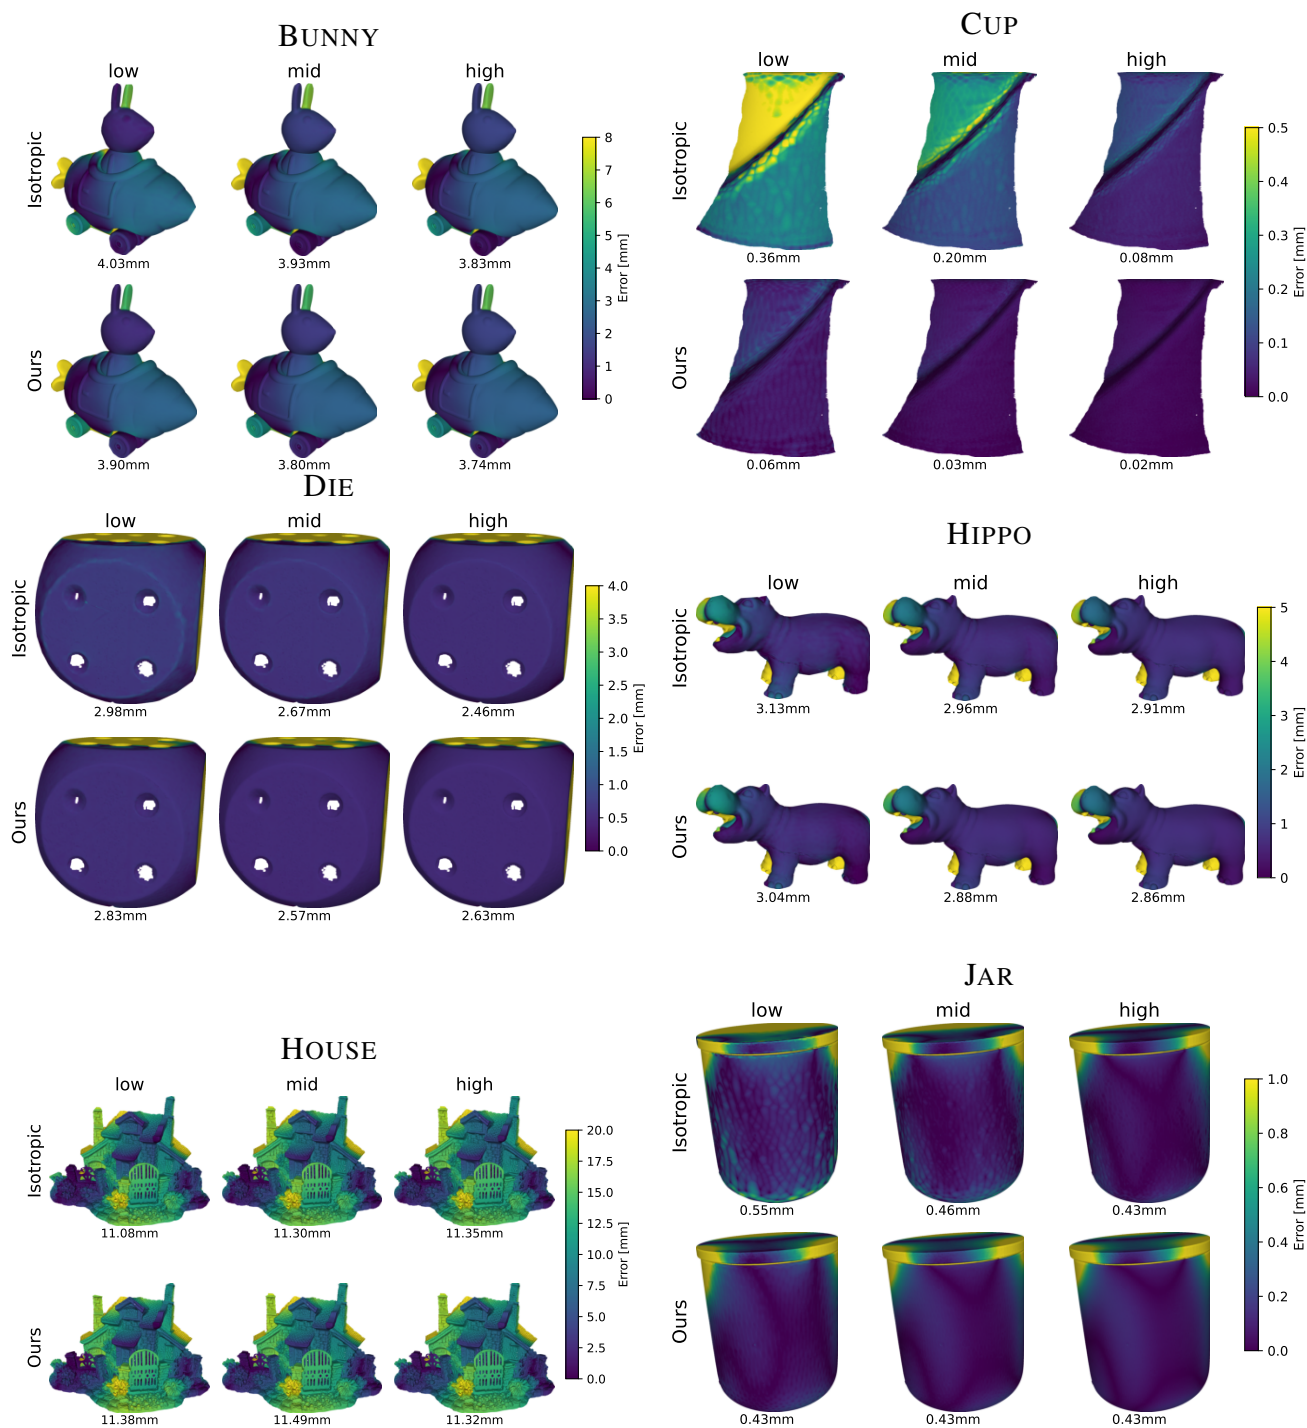 BUNNY
low mid high
Isotropic
4.03mm 3.93mm 3.83mm
Ours
3.90mm 3.80mm 3.74mm
8
7
6
5
4
3
2
1
0
Error [mm]
CUP
low mid high
Isotropic
0.36mm 0.20mm 0.08mm
Ours
0.06mm 0.03mm 0.02mm
0.5
0.4
0.3
0.2
0.1
0.0
Error [mm]
DIE
low mid high
Isotropic
2.98mm 2.67mm 2.46mm
Ours
2.83mm 2.57mm 2.63mm
4.0
3.5
3.0
2.5
2.0
1.5
1.0
0.5
0.0
Error [mm]
HIPPO
low mid high
Isotropic
3.13mm 2.96mm 2.91mm
Ours
3.04mm 2.88mm 2.86mm
5
4
3
2
1
0
Error [mm]
HOUSE
low mid high
Isotropic
11.08mm 11.30mm 11.35mm
Ours
11.38mm 11.49mm 11.32mm
20.0
17.5
15.0
12.5
10.0
7.5
5.0
2.5
0.0
Error [mm]
JAR
low mid high
Isotropic
0.55mm 0.46mm 0.43mm
Ours
0.43mm 0.43mm 0.43mm
1.0
0.8
0.6
0.4
0.2
0.0
Error [mm]